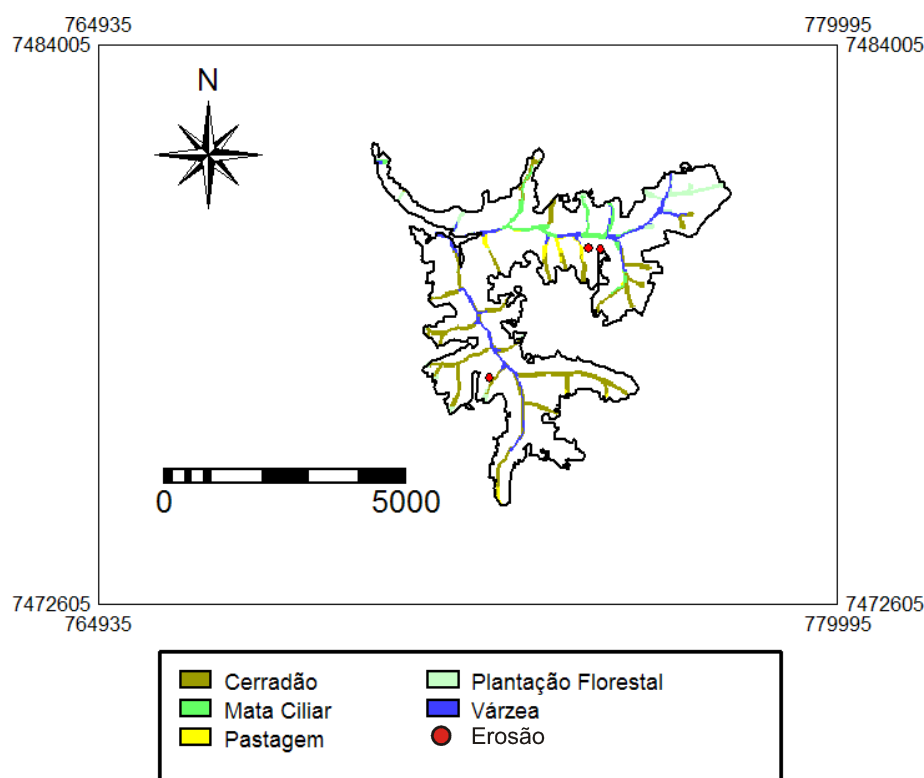 764935 779995
7484005 7484005
N
0 5000
7472605 7472605
764935 779995
Cerradão Plantação Florestal
Mata Ciliar Várzea
Pastagem Erosão